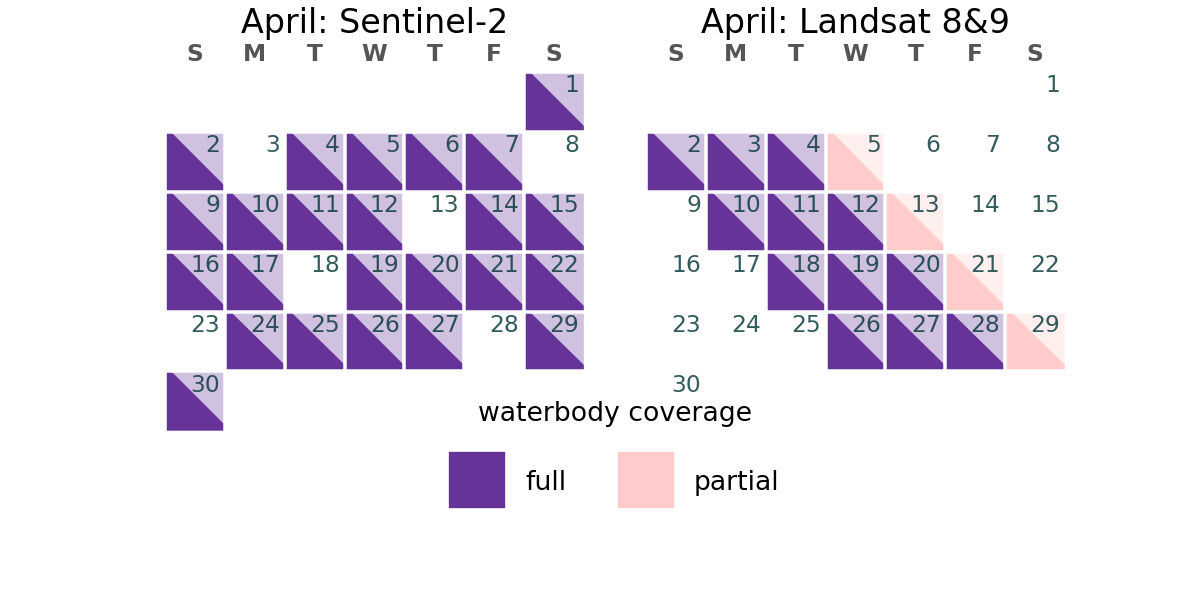 April: Sentinel-2
S M T W T F S
1
2 3 4 5 6 7 8
9 10 11 12 13 14 15
16 17 18 19 20 21 22
23 24 25 26 27 28 29
30
April: Landsat 8&9
S M T W T F S
1
2 3 4 5 6 7 8
9 10 11 12 13 14 15
16 17 18 19 20 21 22
23 24 25 26 27 28 29
30
waterbody coverage
full partial